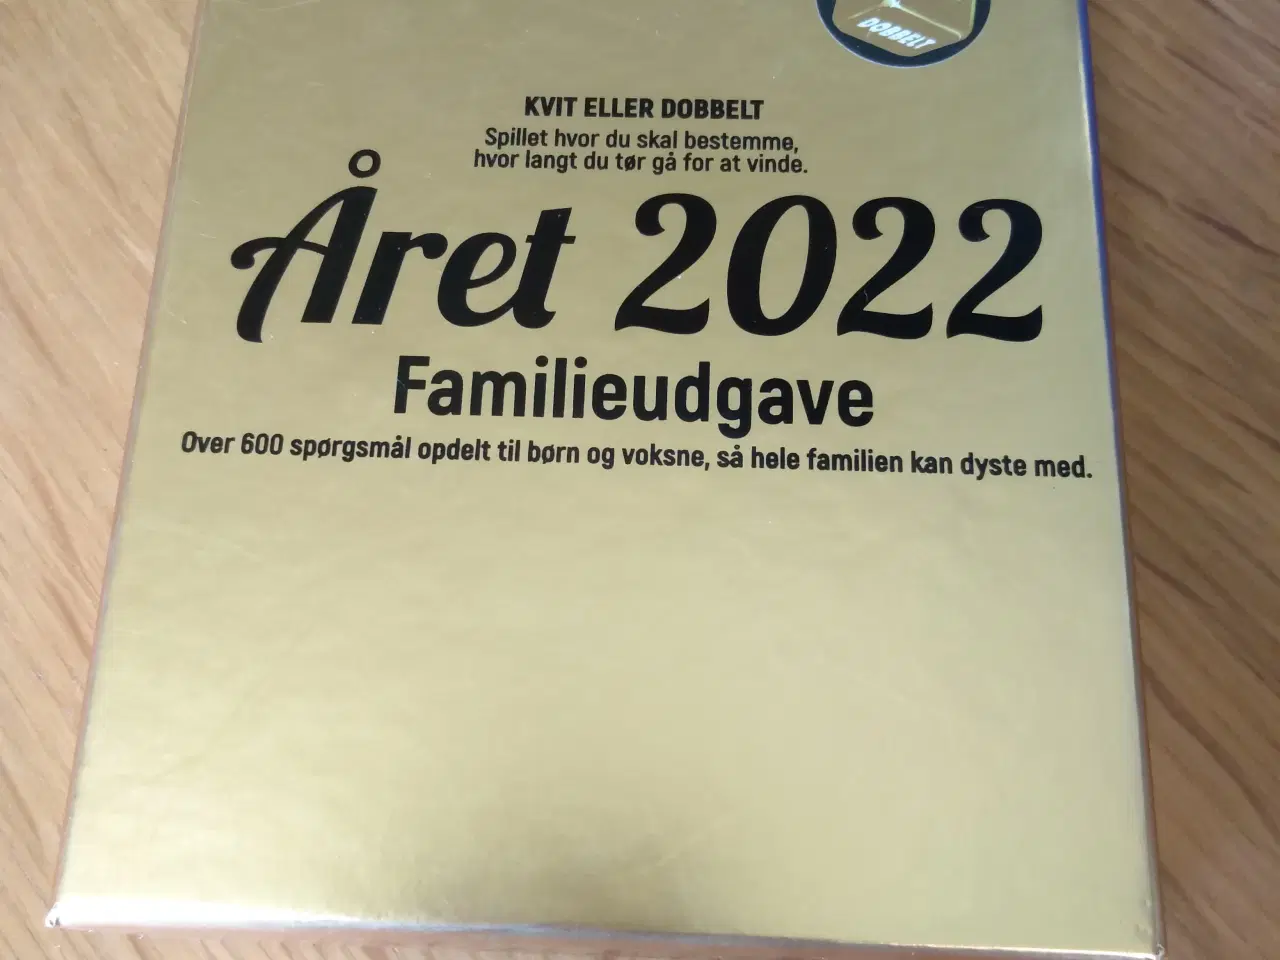 DOBBELT
KVIT ELLER DOBBELT
Spillet hvor du skal bestemme,
hvor langt du tør gå for at vinde.
Året 2022
Familieudgave
Over 600 spørgsmål opdelt til børn og voksne, så hele familien kan dyste med.